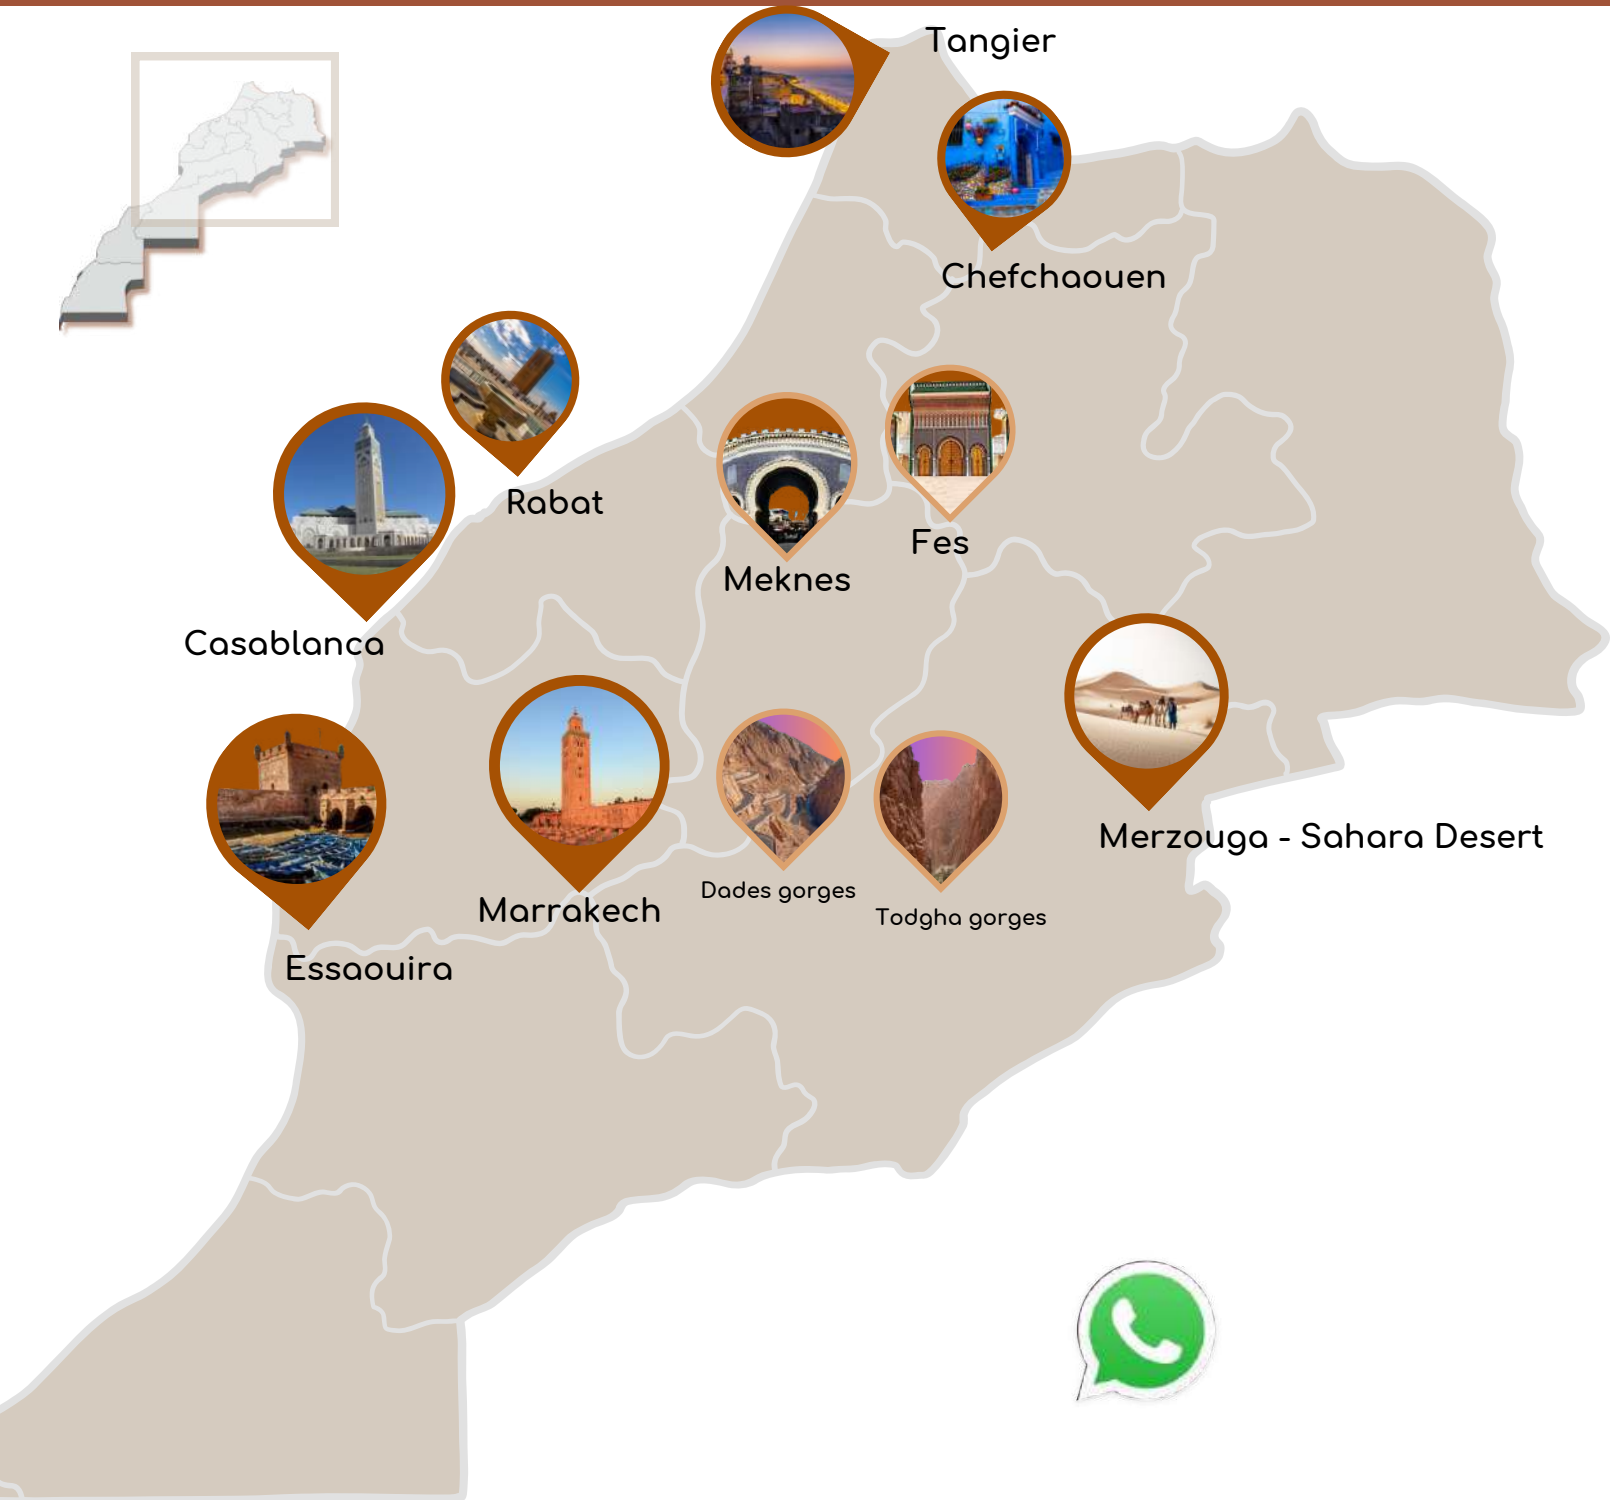 Tangier
Chefchaouen
Rabat
Fes
Meknes
Casablanca
Merzouga - Sahara Desert
Dades gorges
Marrakech
Todgha gorges
Essaouira